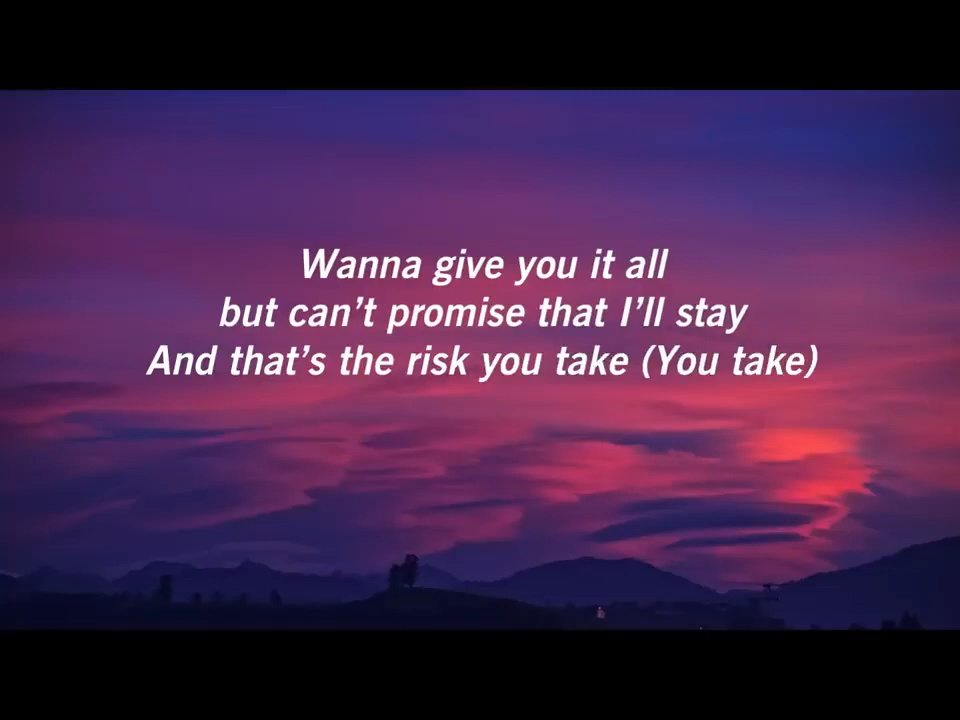 Wanna give you it all
but can’t promise that I’ll stay
And that’s the risk you take (You take)